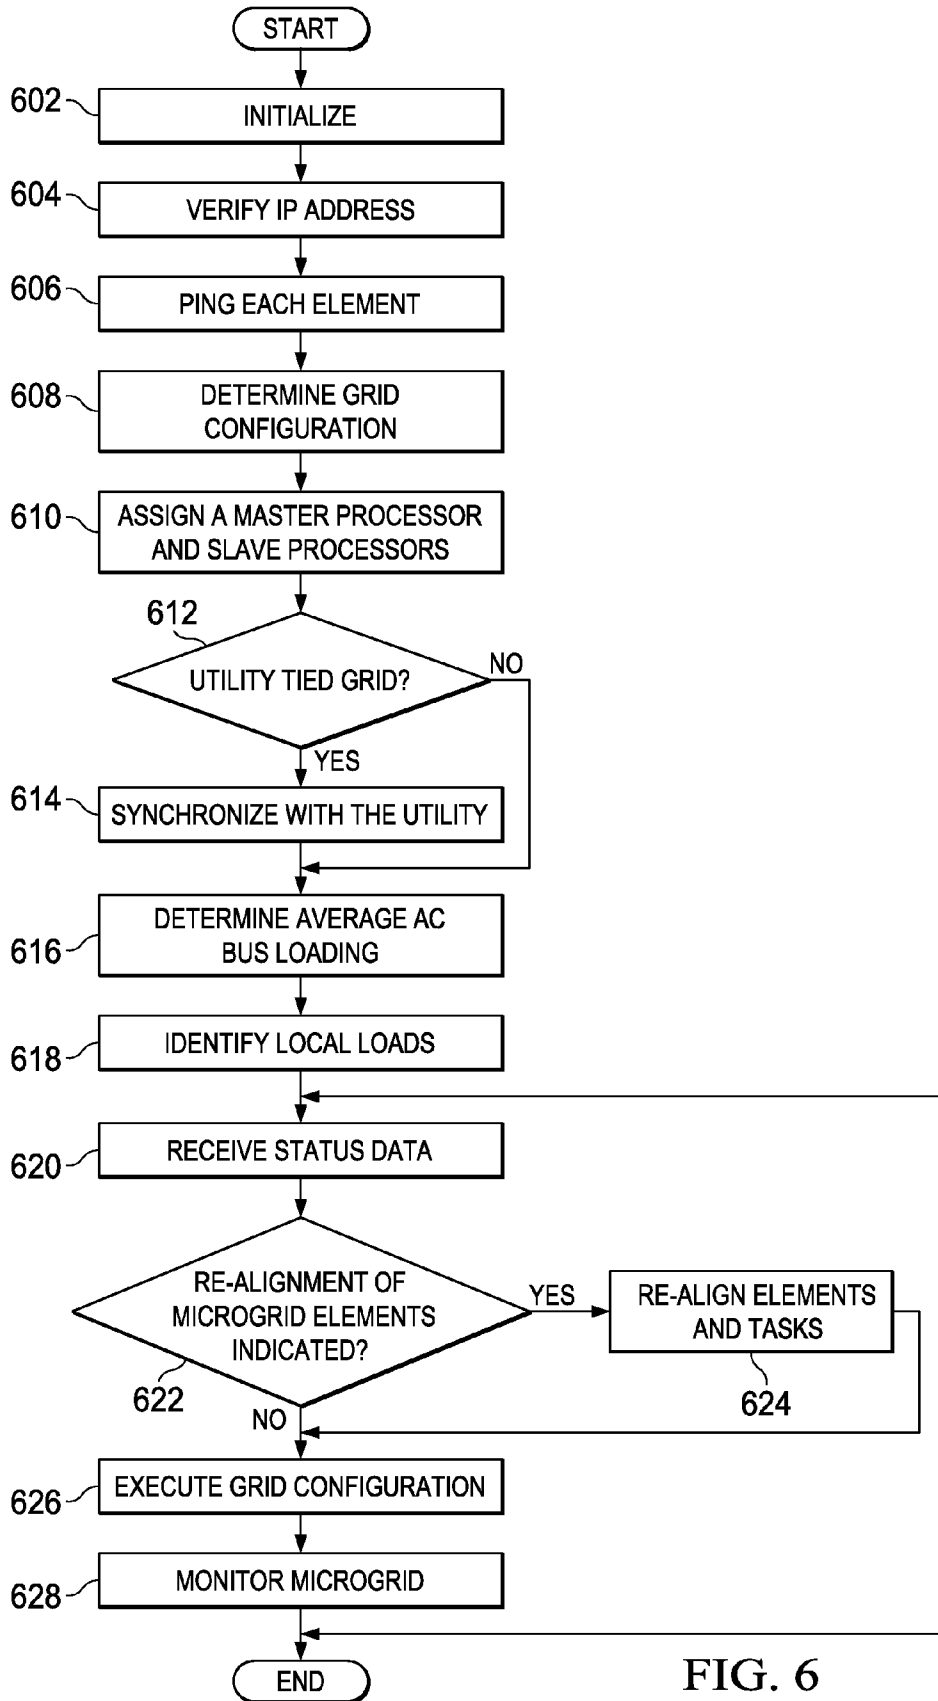 START
602
INITIALIZE
604
VERIFY IP ADDRESS
606
PING EACH ELEMENT
608
DETERMINE GRID
CONFIGURATION
610
ASSIGN A MASTER PROCESSOR
AND SLAVE PROCESSORS
612
UTILITY TIED GRID?
NO
YES
614
SYNCHRONIZE WITH THE UTILITY
616
DETERMINE AVERAGE AC
BUS LOADING
618
IDENTIFY LOCAL LOADS
620
RECEIVE STATUS DATA
RE-ALIGNMENT OF
MICROGRID ELEMENTS
INDICATED?
622
YES
RE-ALIGN ELEMENTS
AND TASKS
624
NO
626
EXECUTE GRID CONFIGURATION
628
MONITOR MICROGRID
END
FIG. 6